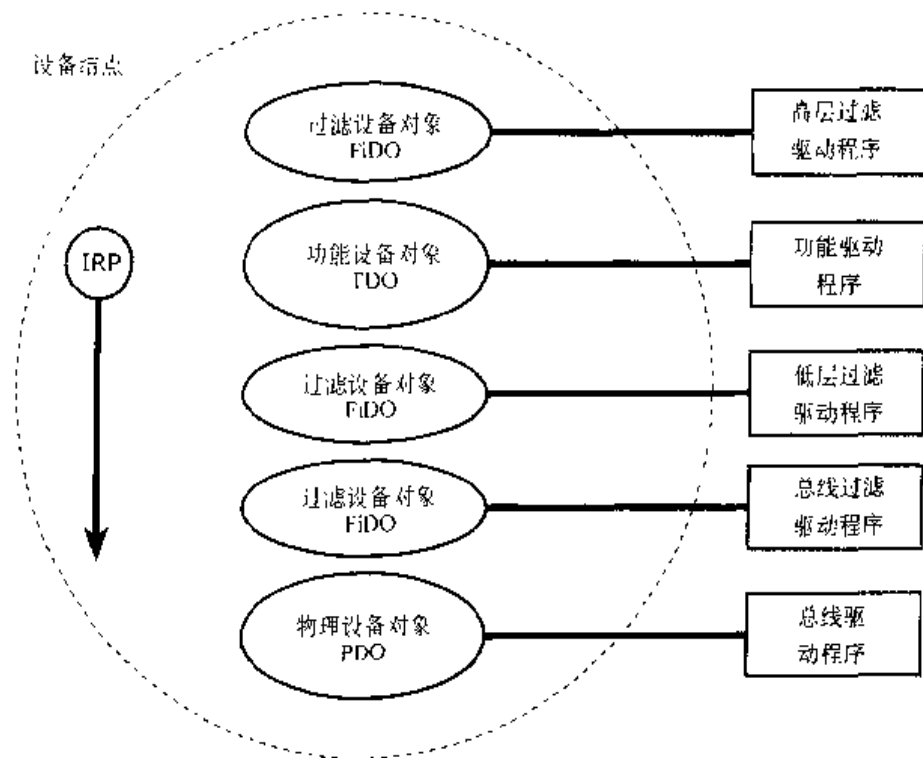 设备结点
过滤设备对象
FiDO
高层过滤
驱动程序
IRP
功能设备对象
FDO
功能驱动
程序
过滤设备对象
FiDO
低层过滤
驱动程序
过滤设备对象
FiDO
总线过滤
驱动程序
物理设备对象
PDO
总线驱
动程序